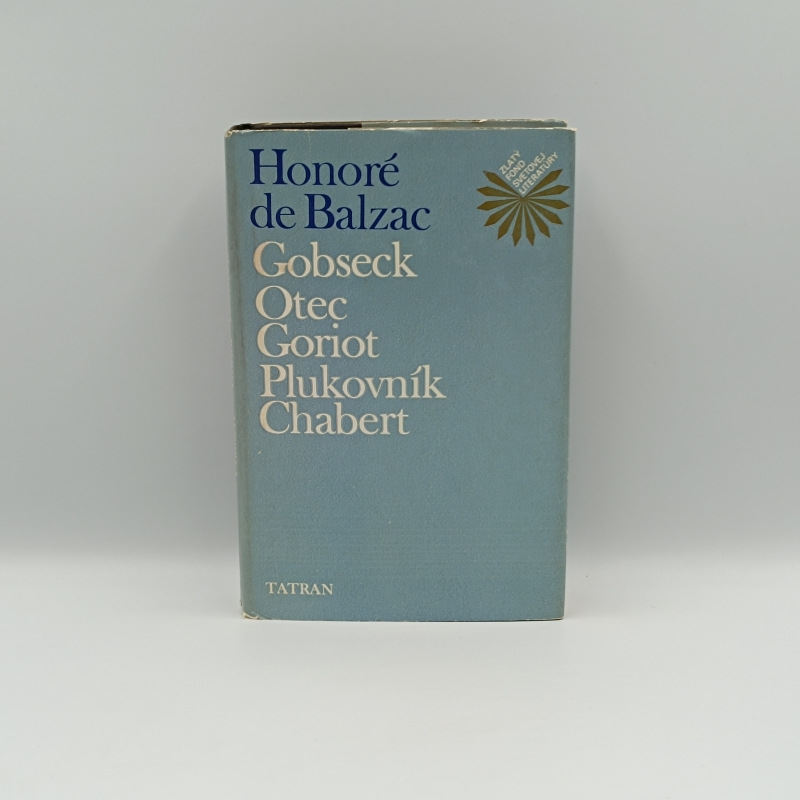 Honoré
de Balzac
Gobseck
Otec
Goriot
Plukovník
Chabert
ZLATÝ
FOND
SVETOVEJ
LITERATÚRY
TATRAN